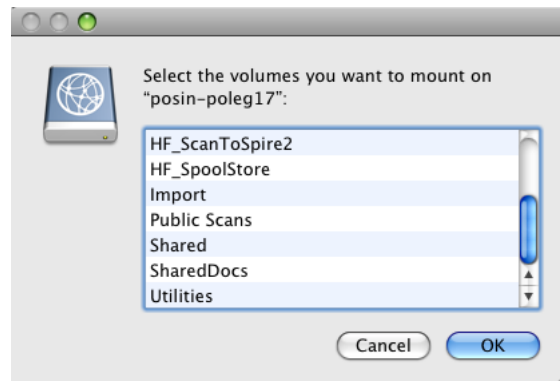 Select the volumes you want to mount on
“posin-poleg17”:
HF_ScanToSpire2
HF_SpoolStore
Import
Public Scans
Shared
SharedDocs
Utilities
Cancel
OK